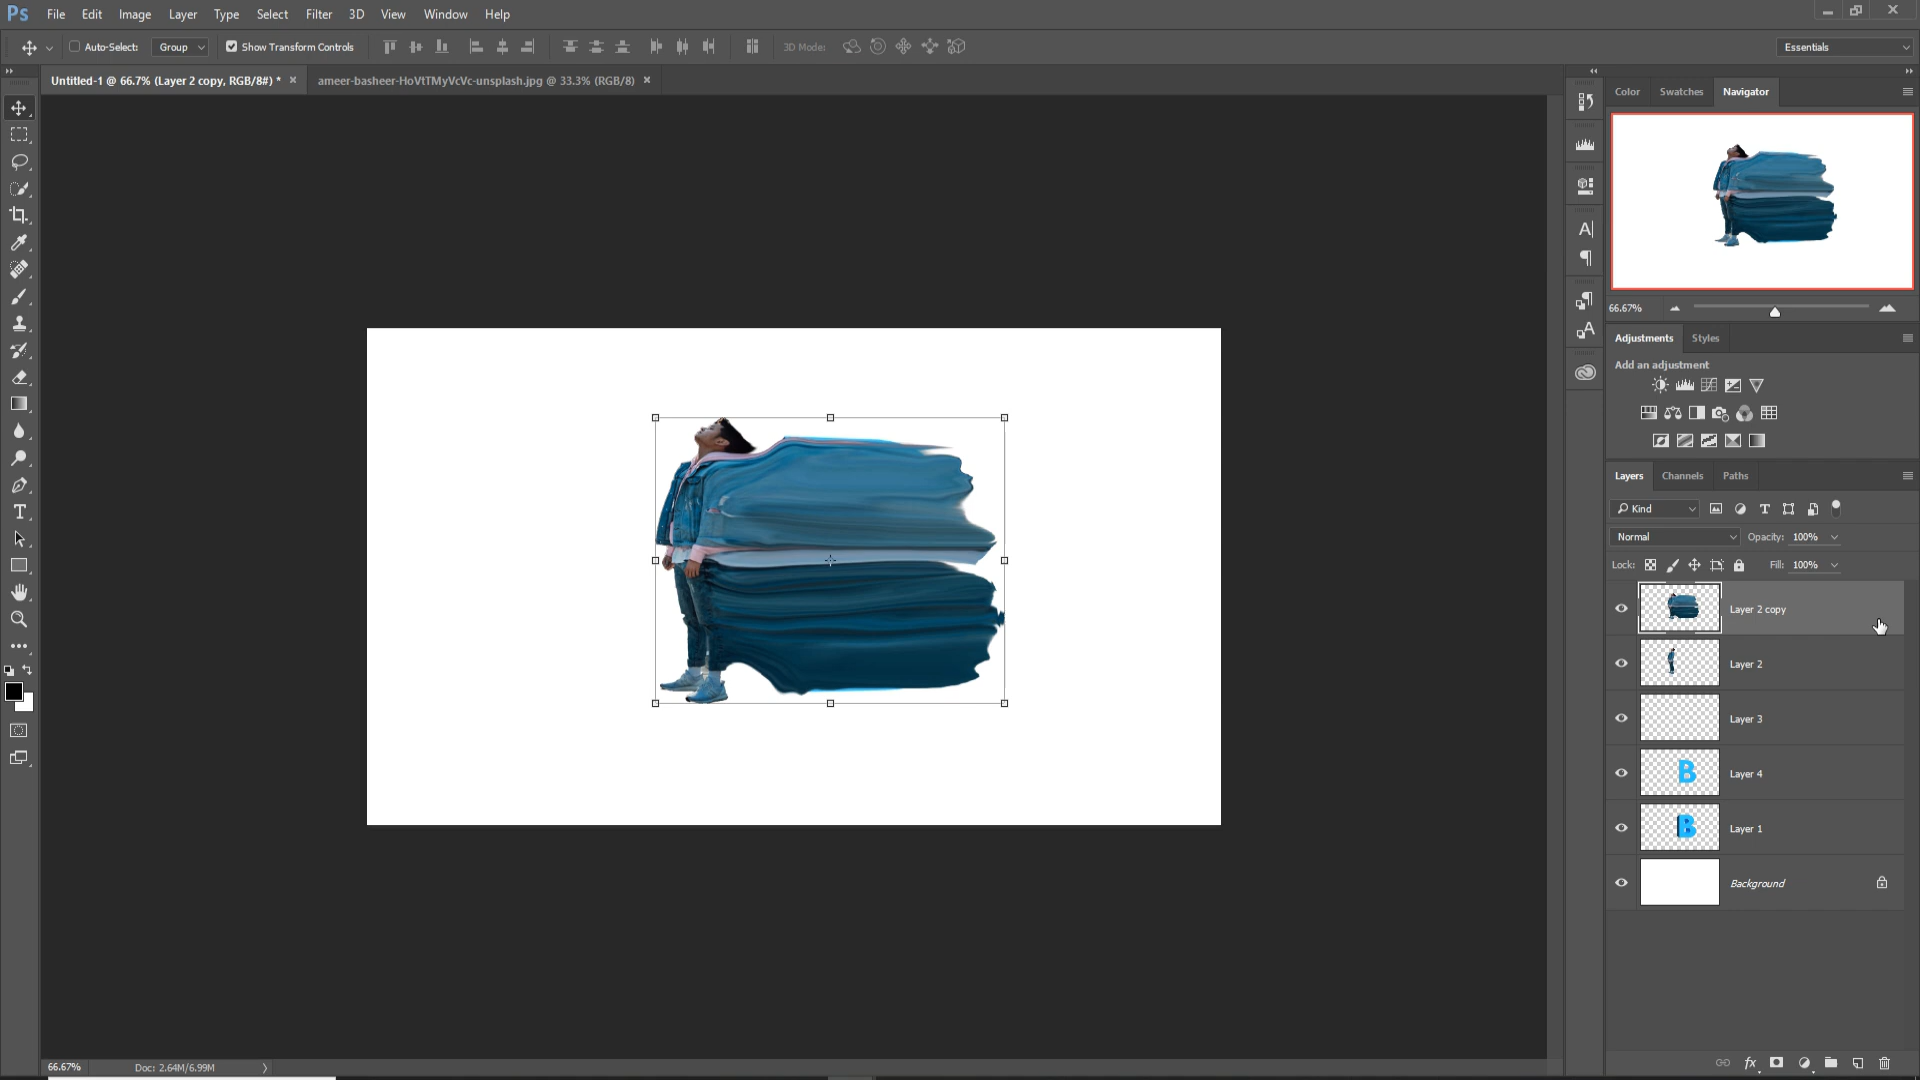 Ps File Edit Image Layer Type Select Filter 3D View Window Help
Auto-Select: Group Show Transform Controls 3D Mode: Essentials
Untitled-1 @ 66.7% (Layer 2 copy, RGB/8#) * × ameer-basheer-HoVtTMyVcVc-unsplash.jpg @ 33.3% (RGB/8) ×
Color Swatches Navigator
66.67%
Adjustments Styles
Add an adjustment
Layers Channels Paths
Kind
Normal Opacity: 100%
Lock: Fill: 100%
Layer 2 copy
Layer 2
Layer 3
B Layer 4
B Layer 1
Background
fx
66.67% Doc: 2.64M/6.99M